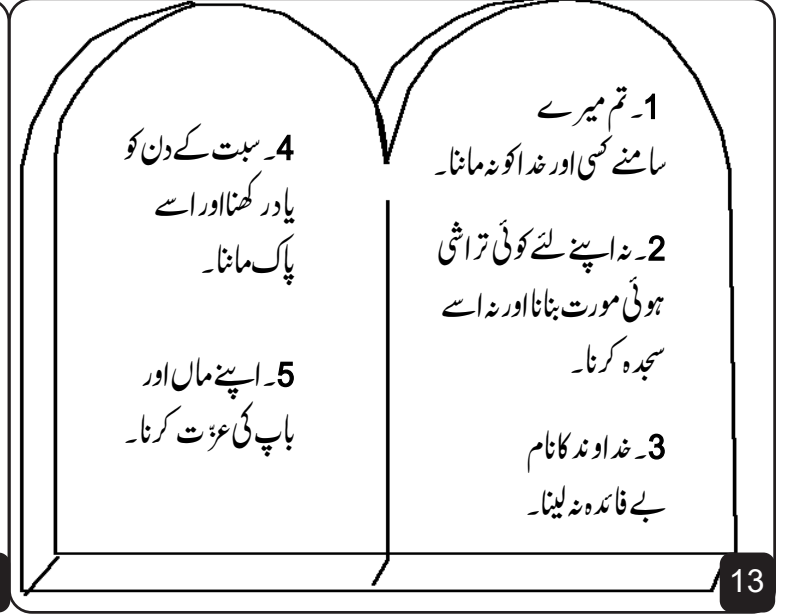 1۔ تم میرے
سامنے کسی اور خدا کو نہ ماننا۔
2۔ نہ اپنے لئے کوئی تراشی
ہوئی مورت بنانا اور نہ اسے
سجدہ کرنا۔
3۔ خداوند کا نام
بے فائدہ نہ لینا۔
4۔ سبت کے دن کو
یاد رکھنا اور اسے
پاک ماننا۔
5۔ اپنے ماں اور
باپ کی عزّت کرنا۔
13